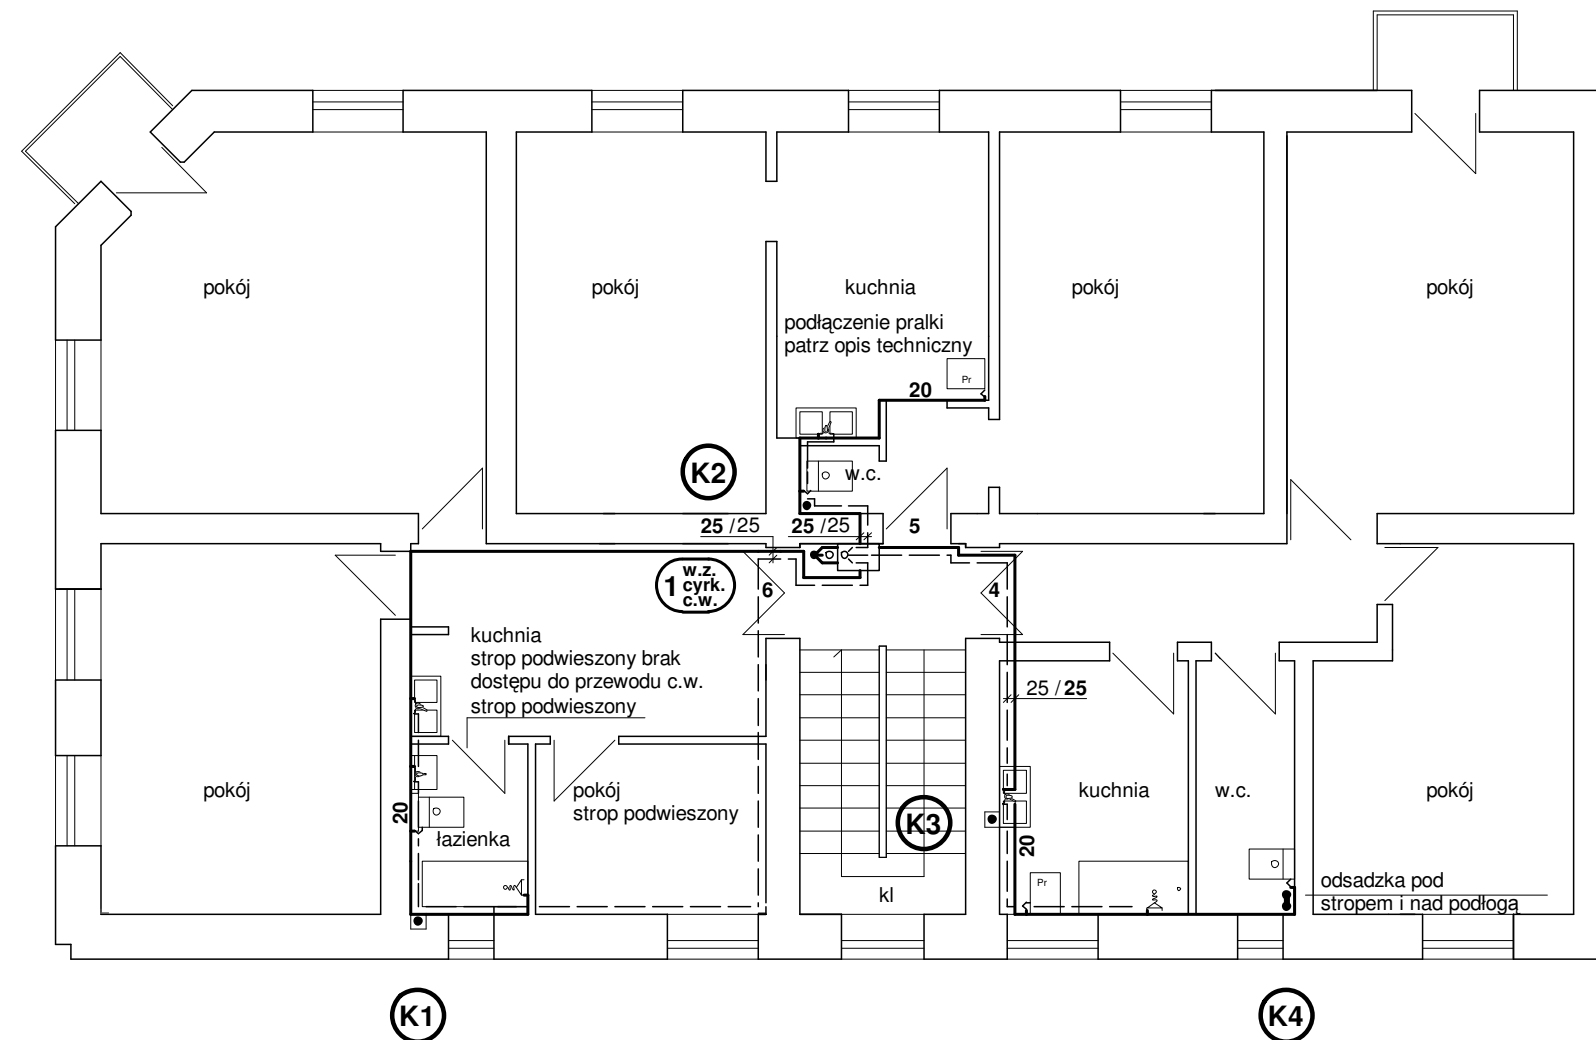 pokój
pokój
kuchnia
pokój
pokój
podłączenie pralki
patrz opis techniczny
Pr
20
K2
w.c.
25 / 25
25 / 25
5
1 w.z.
cyrk.
c.w.
6
4
kuchnia
strop podwieszony brak
dostępu do przewodu c.w.
strop podwieszony
25 / 25
pokój
20
pokój
strop podwieszony
łazienka
K3
kl
kuchnia
w.c.
pokój
20
Pr
odsadzka pod
stropem i nad podłogą
K1
K4